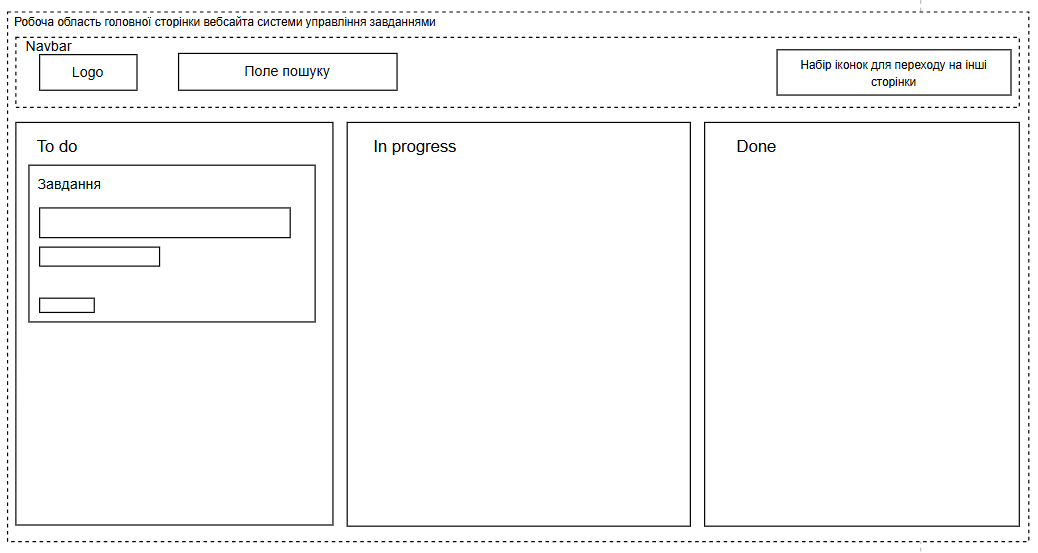 Робоча область головної сторінки вебсайта системи управління завданнями
Navbar
Logo
Поле пошуку
Набір іконок для переходу на інші
сторінки
To do
In progress
Done
Завдання